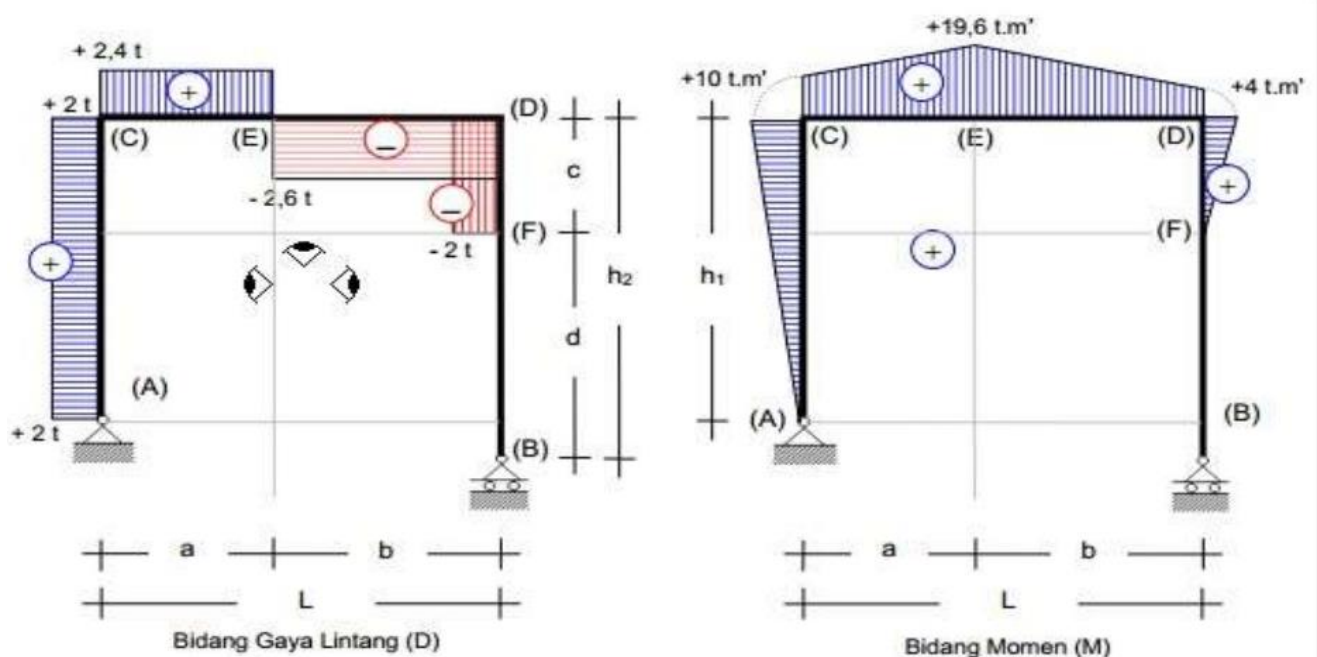 + 2,4 t
+ 2 t
(C)
(E)
(D)
- 2,6 t
- 2 t
(F)
c
d
h2
(A)
+ 2 t
(B)
a
b
L
Bidang Gaya Lintang (D)
+19,6 t.m'
+10 t.m'
+4 t.m'
(C)
(E)
(D)
(F)
h1
(A)
(B)
a
b
L
Bidang Momen (M)